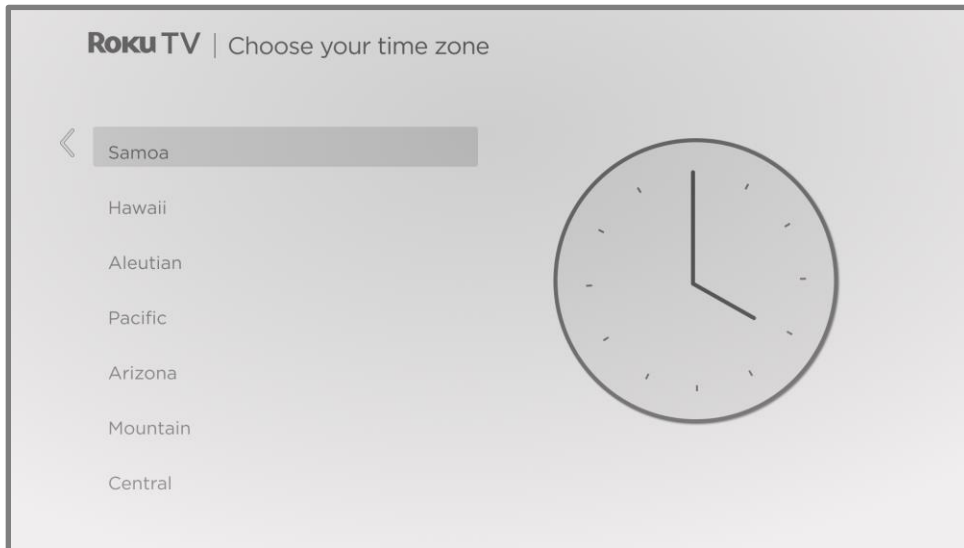 Roku TV | Choose your time zone
Samoa
Hawaii
Aleutian
Pacific
Arizona
Mountain
Central